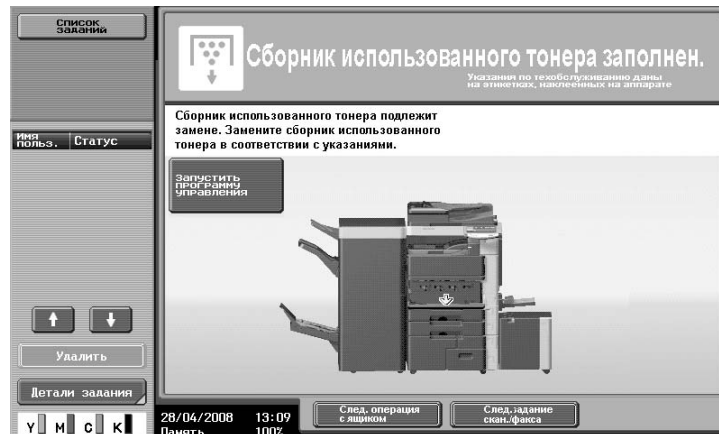 Список
заданий
Сборник использованного тонера заполнен.
Указания по техобслуживанию даны
на этикетках, наклеенных на аппарате
Сборник использованного тонера подлежит
замене. Замените сборник использованного
тонера в соответствии с указаниями.
Имя
польз. Статус
Запустить
программу
управления
Удалить
Детали задания
Y M C K
28/04/2008 13:09
Память 100%
След. операция
с ящиком
След.задание
скан./факса